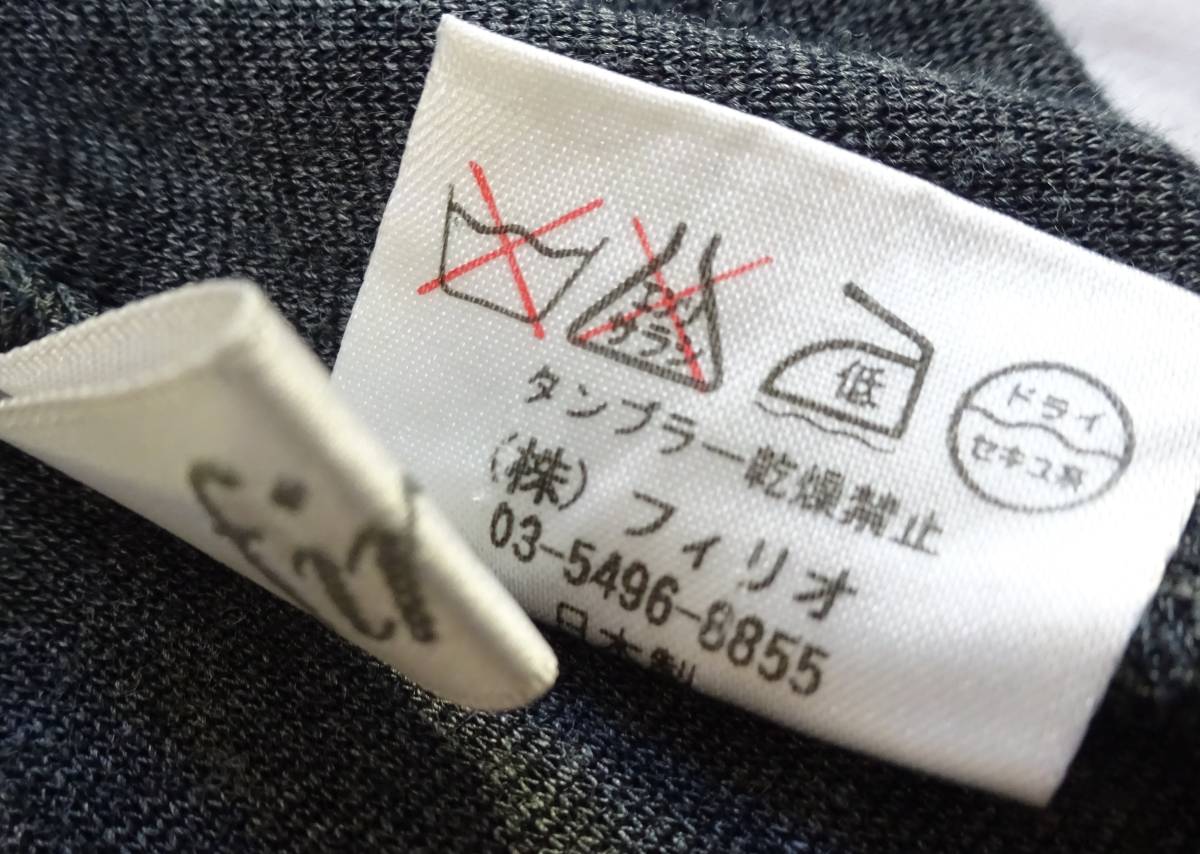 エンソ
サラシ
低
ドライ
セキユ系
タンブラー乾燥禁止
(株)フィリオ
03-5496-8855
日本製